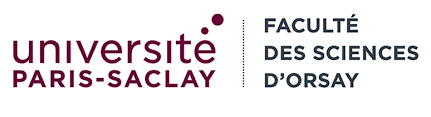 université
PARIS-SACLAY
FACULTÉ
DES SCIENCES
D'ORSAY